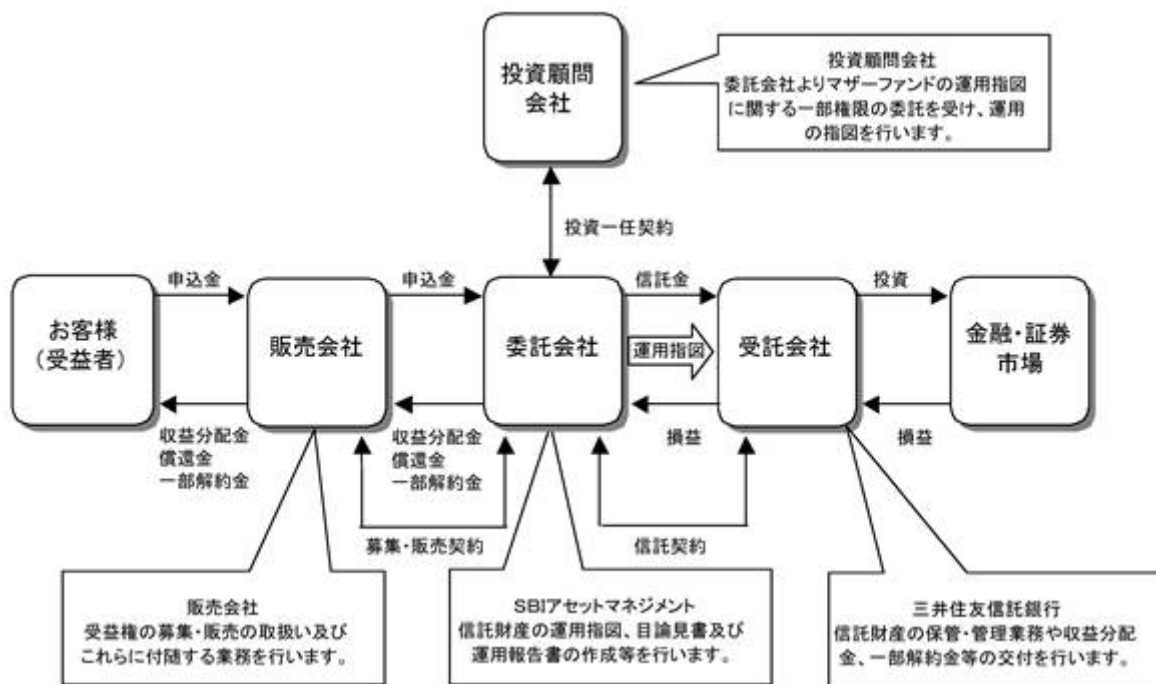 投資顧問
会社
投資顧問会社
委託会社よりマザーファンドの運用指図
に関する一部権限の委託を受け、運用
の指図を行います。
投資一任契約
申込金
申込金
信託金
投資
お客様
(受益者)
販売会社
委託会社
運用指図
受託会社
金融・証券
市場
収益分配金
償還金
一部解約金
収益分配金
償還金
一部解約金
損益
損益
募集・販売契約
信託契約
販売会社
受益権の募集・販売の取扱い及び
これらに付随する業務を行います。
SBIアセットマネジメント
信託財産の運用指図、目論見書及び
運用報告書の作成等を行います。
三井住友信託銀行
信託財産の保管・管理業務や収益分配
金、一部解約金等の交付を行います。